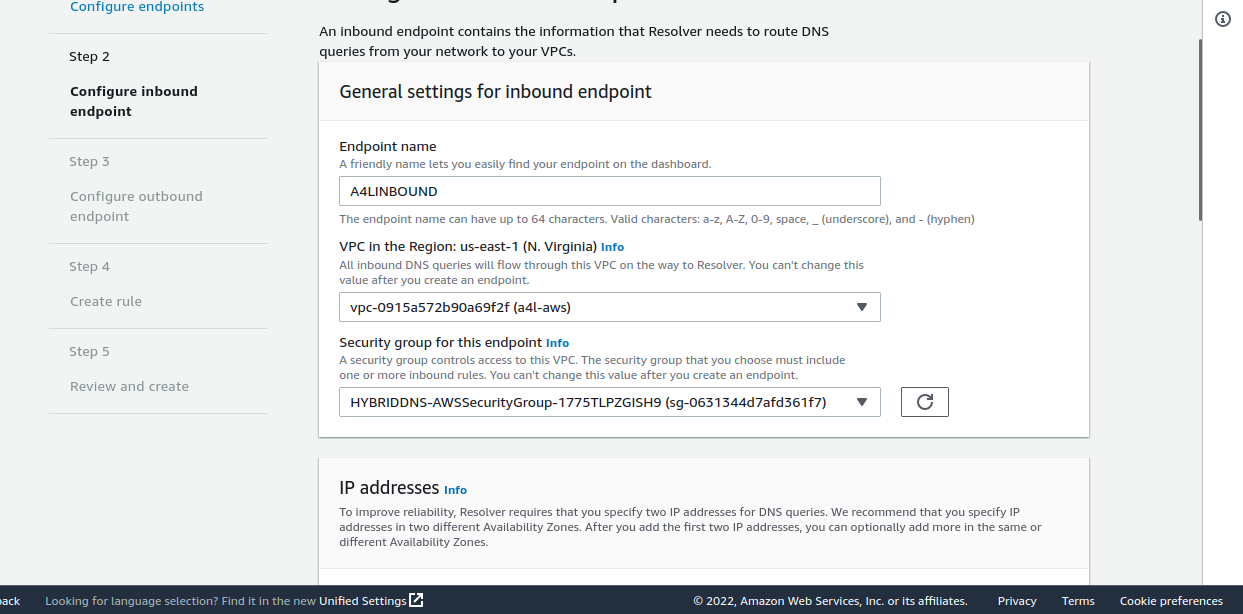 Configure endpoints
Step 2
Configure inbound
endpoint
Step 3
Configure outbound
endpoint
Step 4
Create rule
Step 5
Review and create
An inbound endpoint contains the information that Resolver needs to route DNS
queries from your network to your VPCs.
General settings for inbound endpoint
Endpoint name
A friendly name lets you easily find your endpoint on the dashboard.
A4LINBOUND
The endpoint name can have up to 64 characters. Valid characters: a-z, A-Z, 0-9, space, _ (underscore), and - (hyphen)
VPC in the Region: us-east-1 (N. Virginia) Info
All inbound DNS queries will flow through this VPC on the way to Resolver. You can't change this
value after you create an endpoint.
vpc-0915a572b90a69f2f (a4l-aws)
Security group for this endpoint Info
A security group controls access to this VPC. The security group that you choose must include
one or more inbound rules. You can't change this value after you create an endpoint.
HYBRIDDNS-AWSSecurityGroup-1775TLPZGISH9 (sg-0631344d7afd361f7)
IP addresses Info
To improve reliability, Resolver requires that you specify two IP addresses for DNS queries. We recommend that you specify IP
addresses in two different Availability Zones. After you add the first two IP addresses, you can optionally add more in the same or
different Availability Zones.
Looking for language selection? Find it in the new Unified Settings
© 2022, Amazon Web Services, Inc. or its affiliates. Privacy Terms Cookie preferences